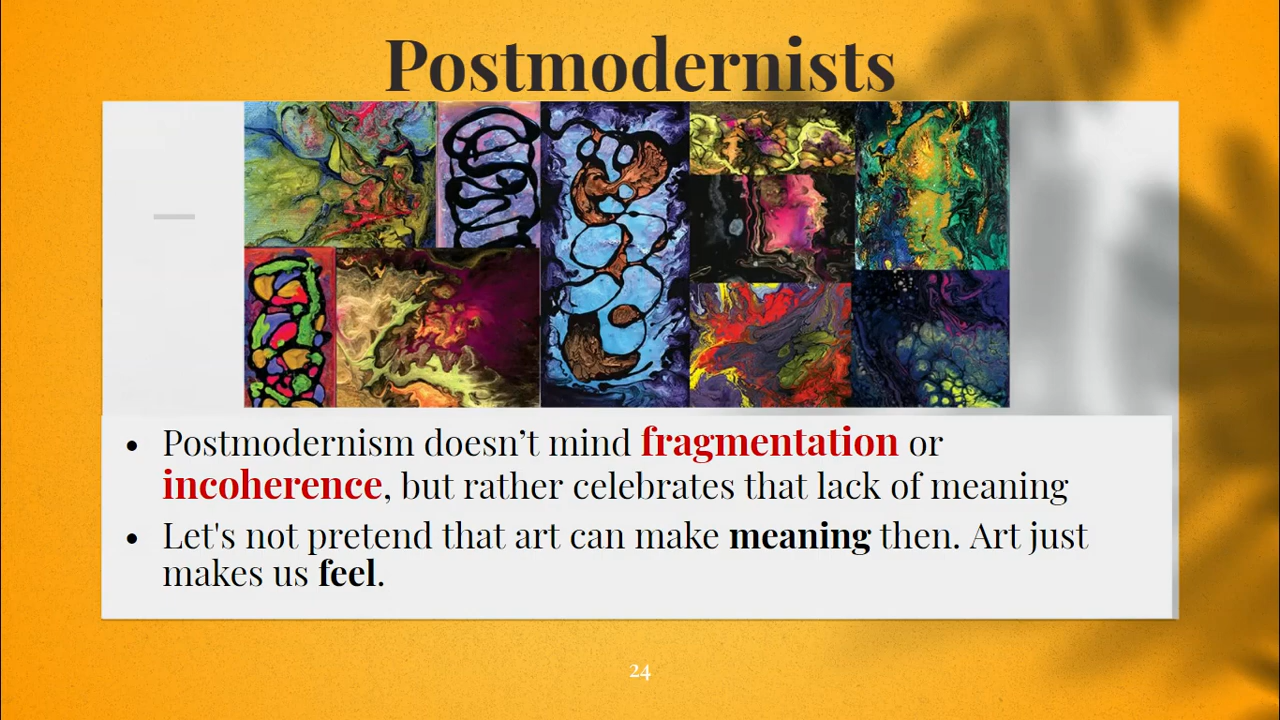 Postmodernists
• Postmodernism doesn’t mind fragmentation or
incoherence, but rather celebrates that lack of meaning
• Let's not pretend that art can make meaning then. Art just
makes us feel.
24